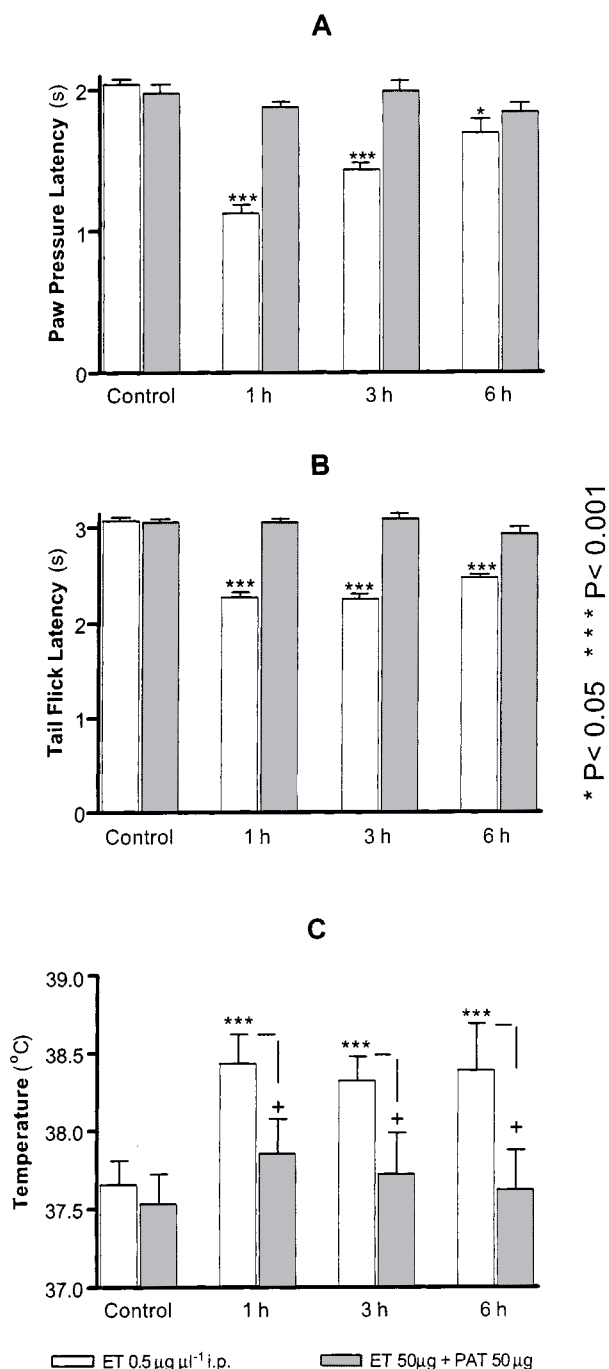 A
Paw Pressure Latency (s)
2
1
0
***
***
*
Control 1 h 3 h 6 h
B
Tail Flick Latency (s)
3
2
1
0
***
***
***
Control 1 h 3 h 6 h
* P< 0.05 *** P< 0.001
C
Temperature (°C)
39.0
38.5
38.0
37.5
37.0
***
+
***
+
***
+
Control 1 h 3 h 6 h
ET 0.5 µg µl⁻¹ i.p. ET 50µg + PAT 50µg